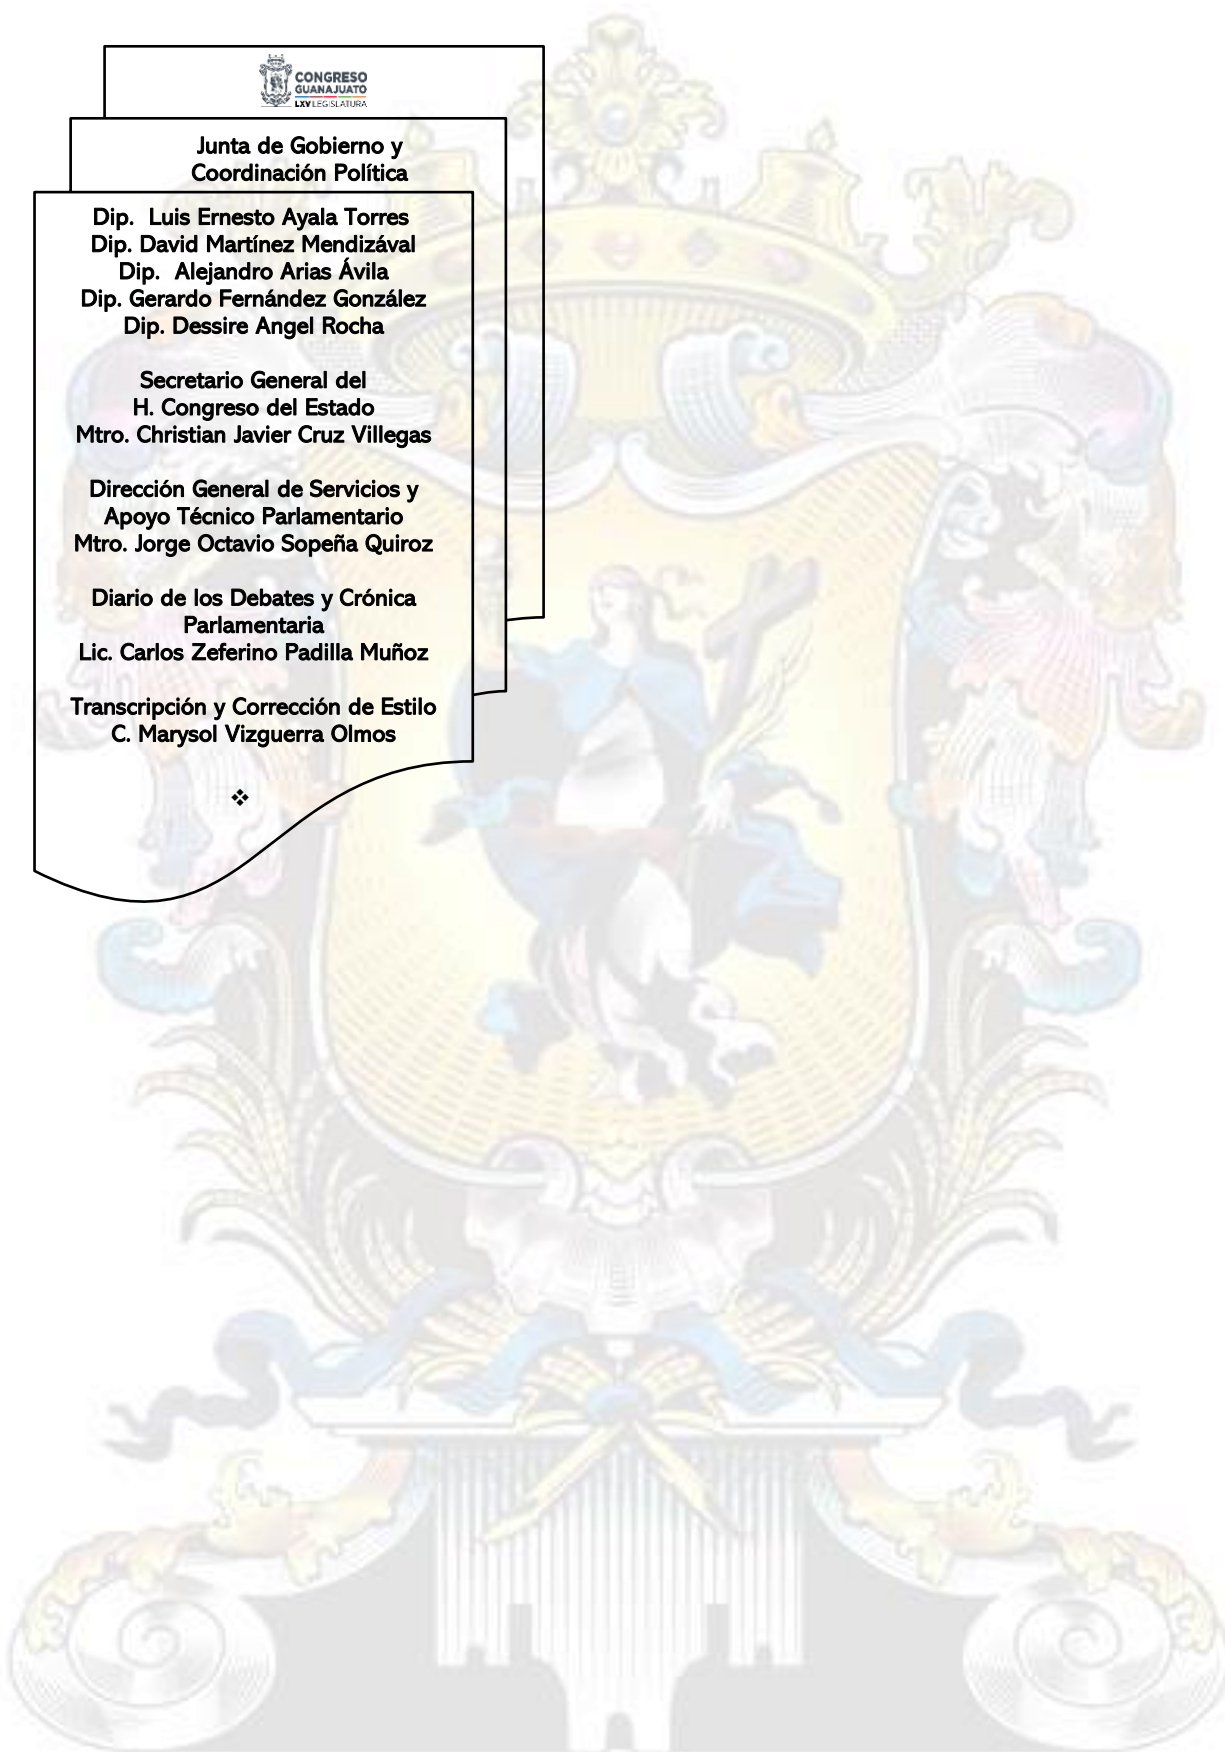 CONGRESO
GUANAJUATO
LXV LEGISLATURA
Junta de Gobierno y
Coordinación Política
Dip. Luis Ernesto Ayala Torres
Dip. David Martínez Mendizával
Dip. Alejandro Arias Ávila
Dip. Gerardo Fernández González
Dip. Dessire Angel Rocha
Secretario General del
H. Congreso del Estado
Mtro. Christian Javier Cruz Villegas
Dirección General de Servicios y
Apoyo Técnico Parlamentario
Mtro. Jorge Octavio Sopeña Quiroz
Diario de los Debates y Crónica
Parlamentaria
Lic. Carlos Zeferino Padilla Muñoz
Transcripción y Corrección de Estilo
C. Marysol Vizguerra Olmos